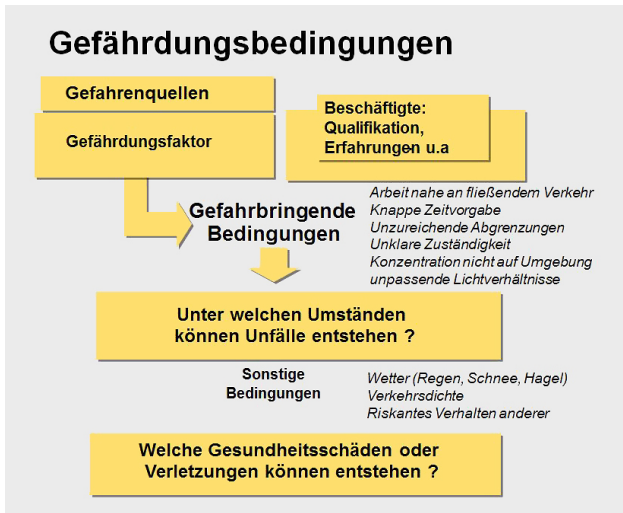 Gefährdungsbedingungen
Gefahrenquellen
Gefährdungsfaktor
Beschäftigte:
Qualifikation,
Erfahrungen u.a
Gefahrbringende
Bedingungen
Arbeit nahe an fließendem Verkehr
Knappe Zeitvorgabe
Unzureichende Abgrenzungen
Unklare Zuständigkeit
Konzentration nicht auf Umgebung
unpassende Lichtverhältnisse
Unter welchen Umständen
können Unfälle entstehen ?
Sonstige
Bedingungen
Wetter (Regen, Schnee, Hagel)
Verkehrsdichte
Riskantes Verhalten anderer
Welche Gesundheitsschäden oder
Verletzungen können entstehen ?